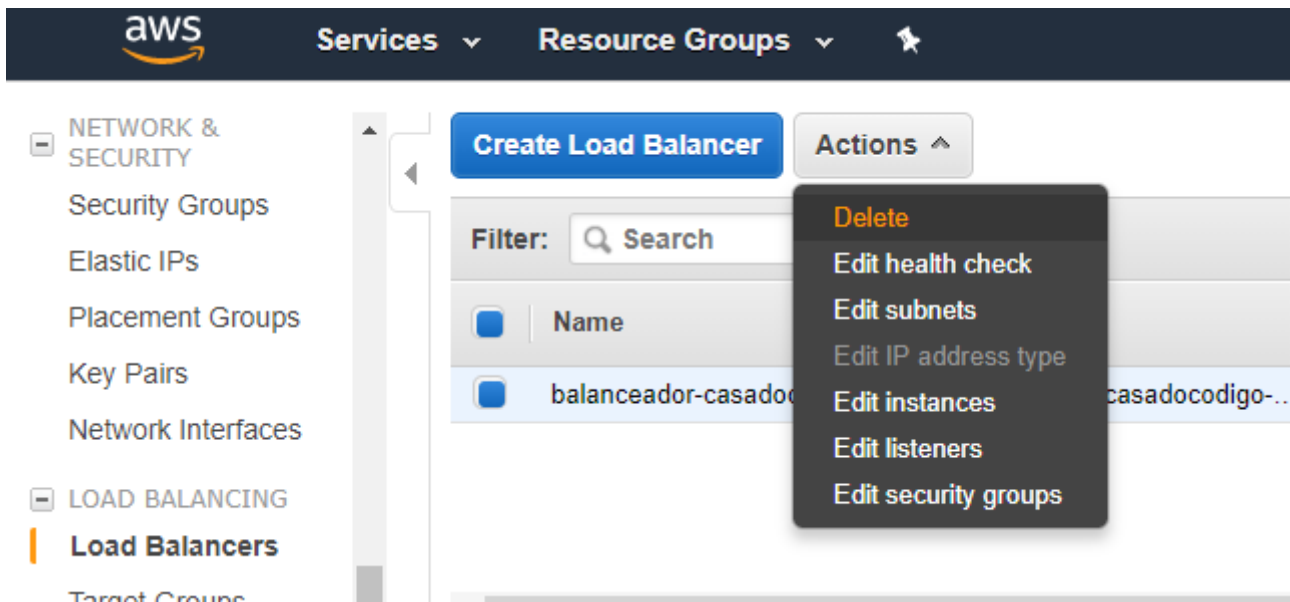 aws Services Resource Groups
NETWORK &
SECURITY
Security Groups
Elastic IPs
Placement Groups
Key Pairs
Network Interfaces
LOAD BALANCING
Load Balancers
Target Groups
Create Load Balancer Actions
Filter: Search
Name
balanceador-casadoc casadocodigo-...
Delete
Edit health check
Edit subnets
Edit IP address type
Edit instances
Edit listeners
Edit security groups